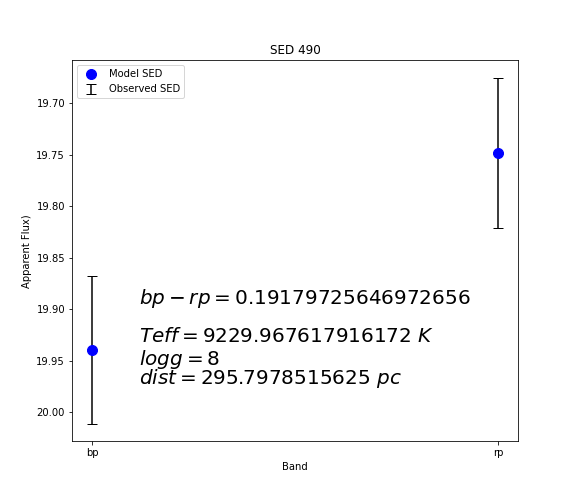 SED 490
Model SED
Observed SED
19.70
19.75
19.80
19.85
19.90
19.95
20.00
Apparent Flux)
bp − rp = 0.19179725646972656
Teff = 9229.967617916172 K
logg = 8
dist = 295.7978515625 pc
bp
rp
Band